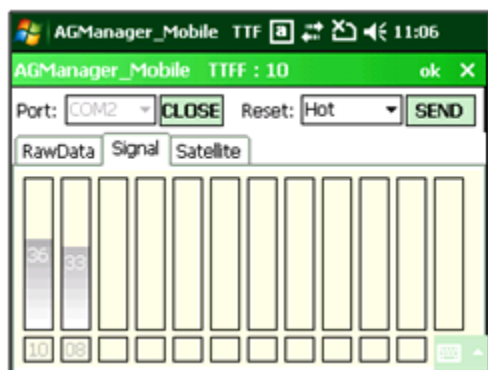 AGManager_Mobile TTF a 11:06
AGManager_Mobile TTFF : 10 ok
Port: COM2 CLOSE Reset: Hot SEND
RawData Signal Satellite
36 33
10 08